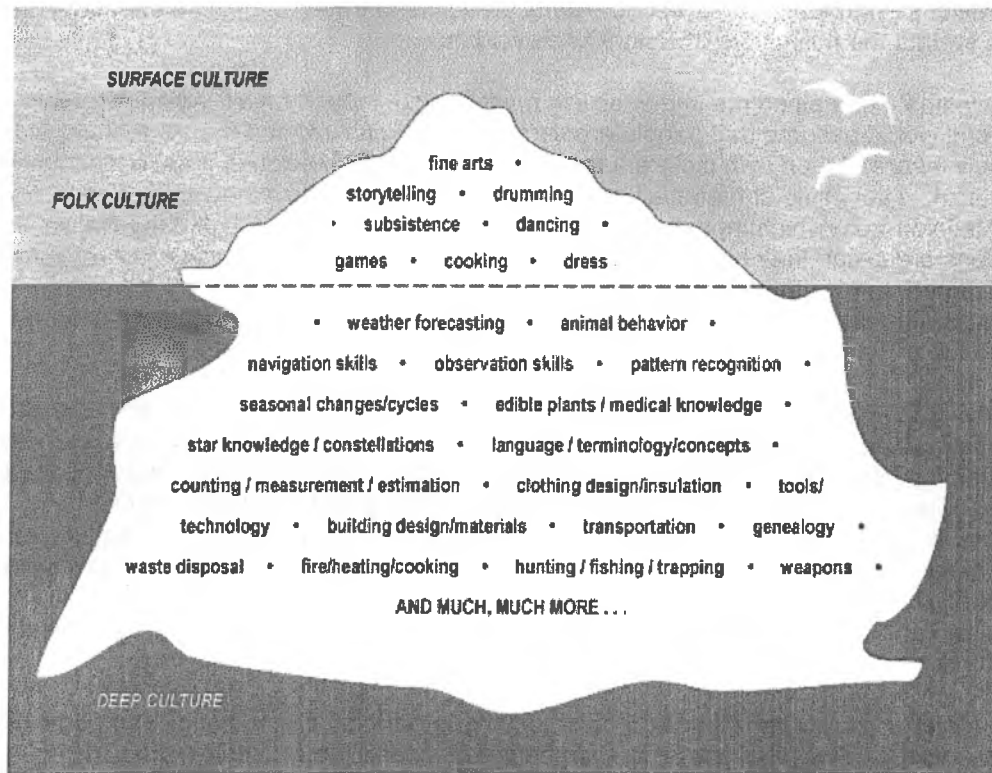 SURFACE CULTURE
fine arts •
FOLK CULTURE
storytelling • drumming
• subsistence • dancing •
games • cooking • dress
• weather forecasting • animal behavior •
navigation skills • observation skills • pattern recognition •
seasonal changes/cycles • edible plants / medical knowledge •
star knowledge / constellations • language / terminology/concepts •
counting / measurement / estimation • clothing design/insulation • tools/
technology • building design/materials • transportation • genealogy •
waste disposal • fire/heating/cooking • hunting / fishing / trapping • weapons •
AND MUCH, MUCH MORE . . .
DEEP CULTURE